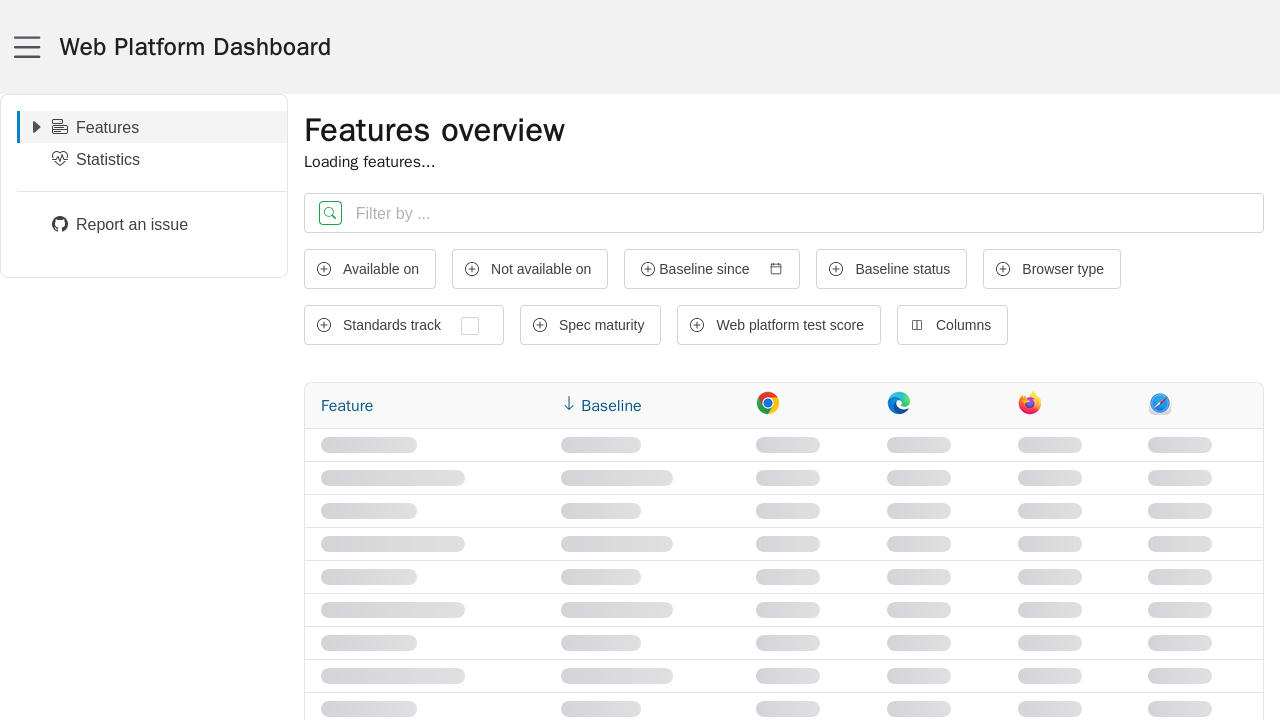 Web Platform Dashboard
Features
Statistics
Report an issue
Features overview
Loading features...
Filter by ...
Available on
Not available on
Baseline since
Baseline status
Browser type
Standards track
Spec maturity
Web platform test score
Columns
Feature
Baseline